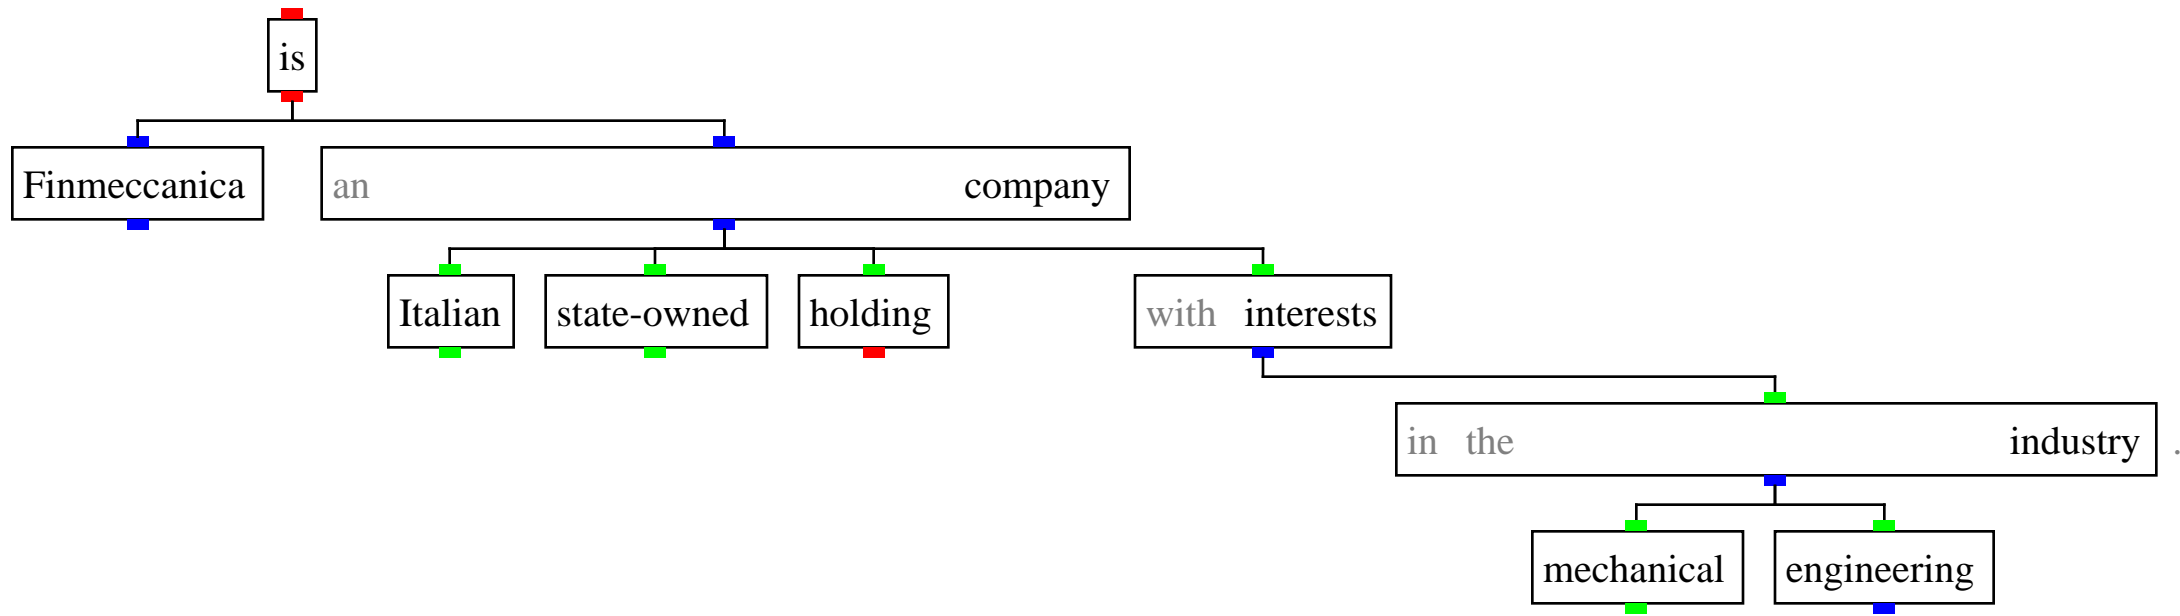 is
Finmeccanica an company
Italian state-owned holding with interests
in the industry .
mechanical engineering